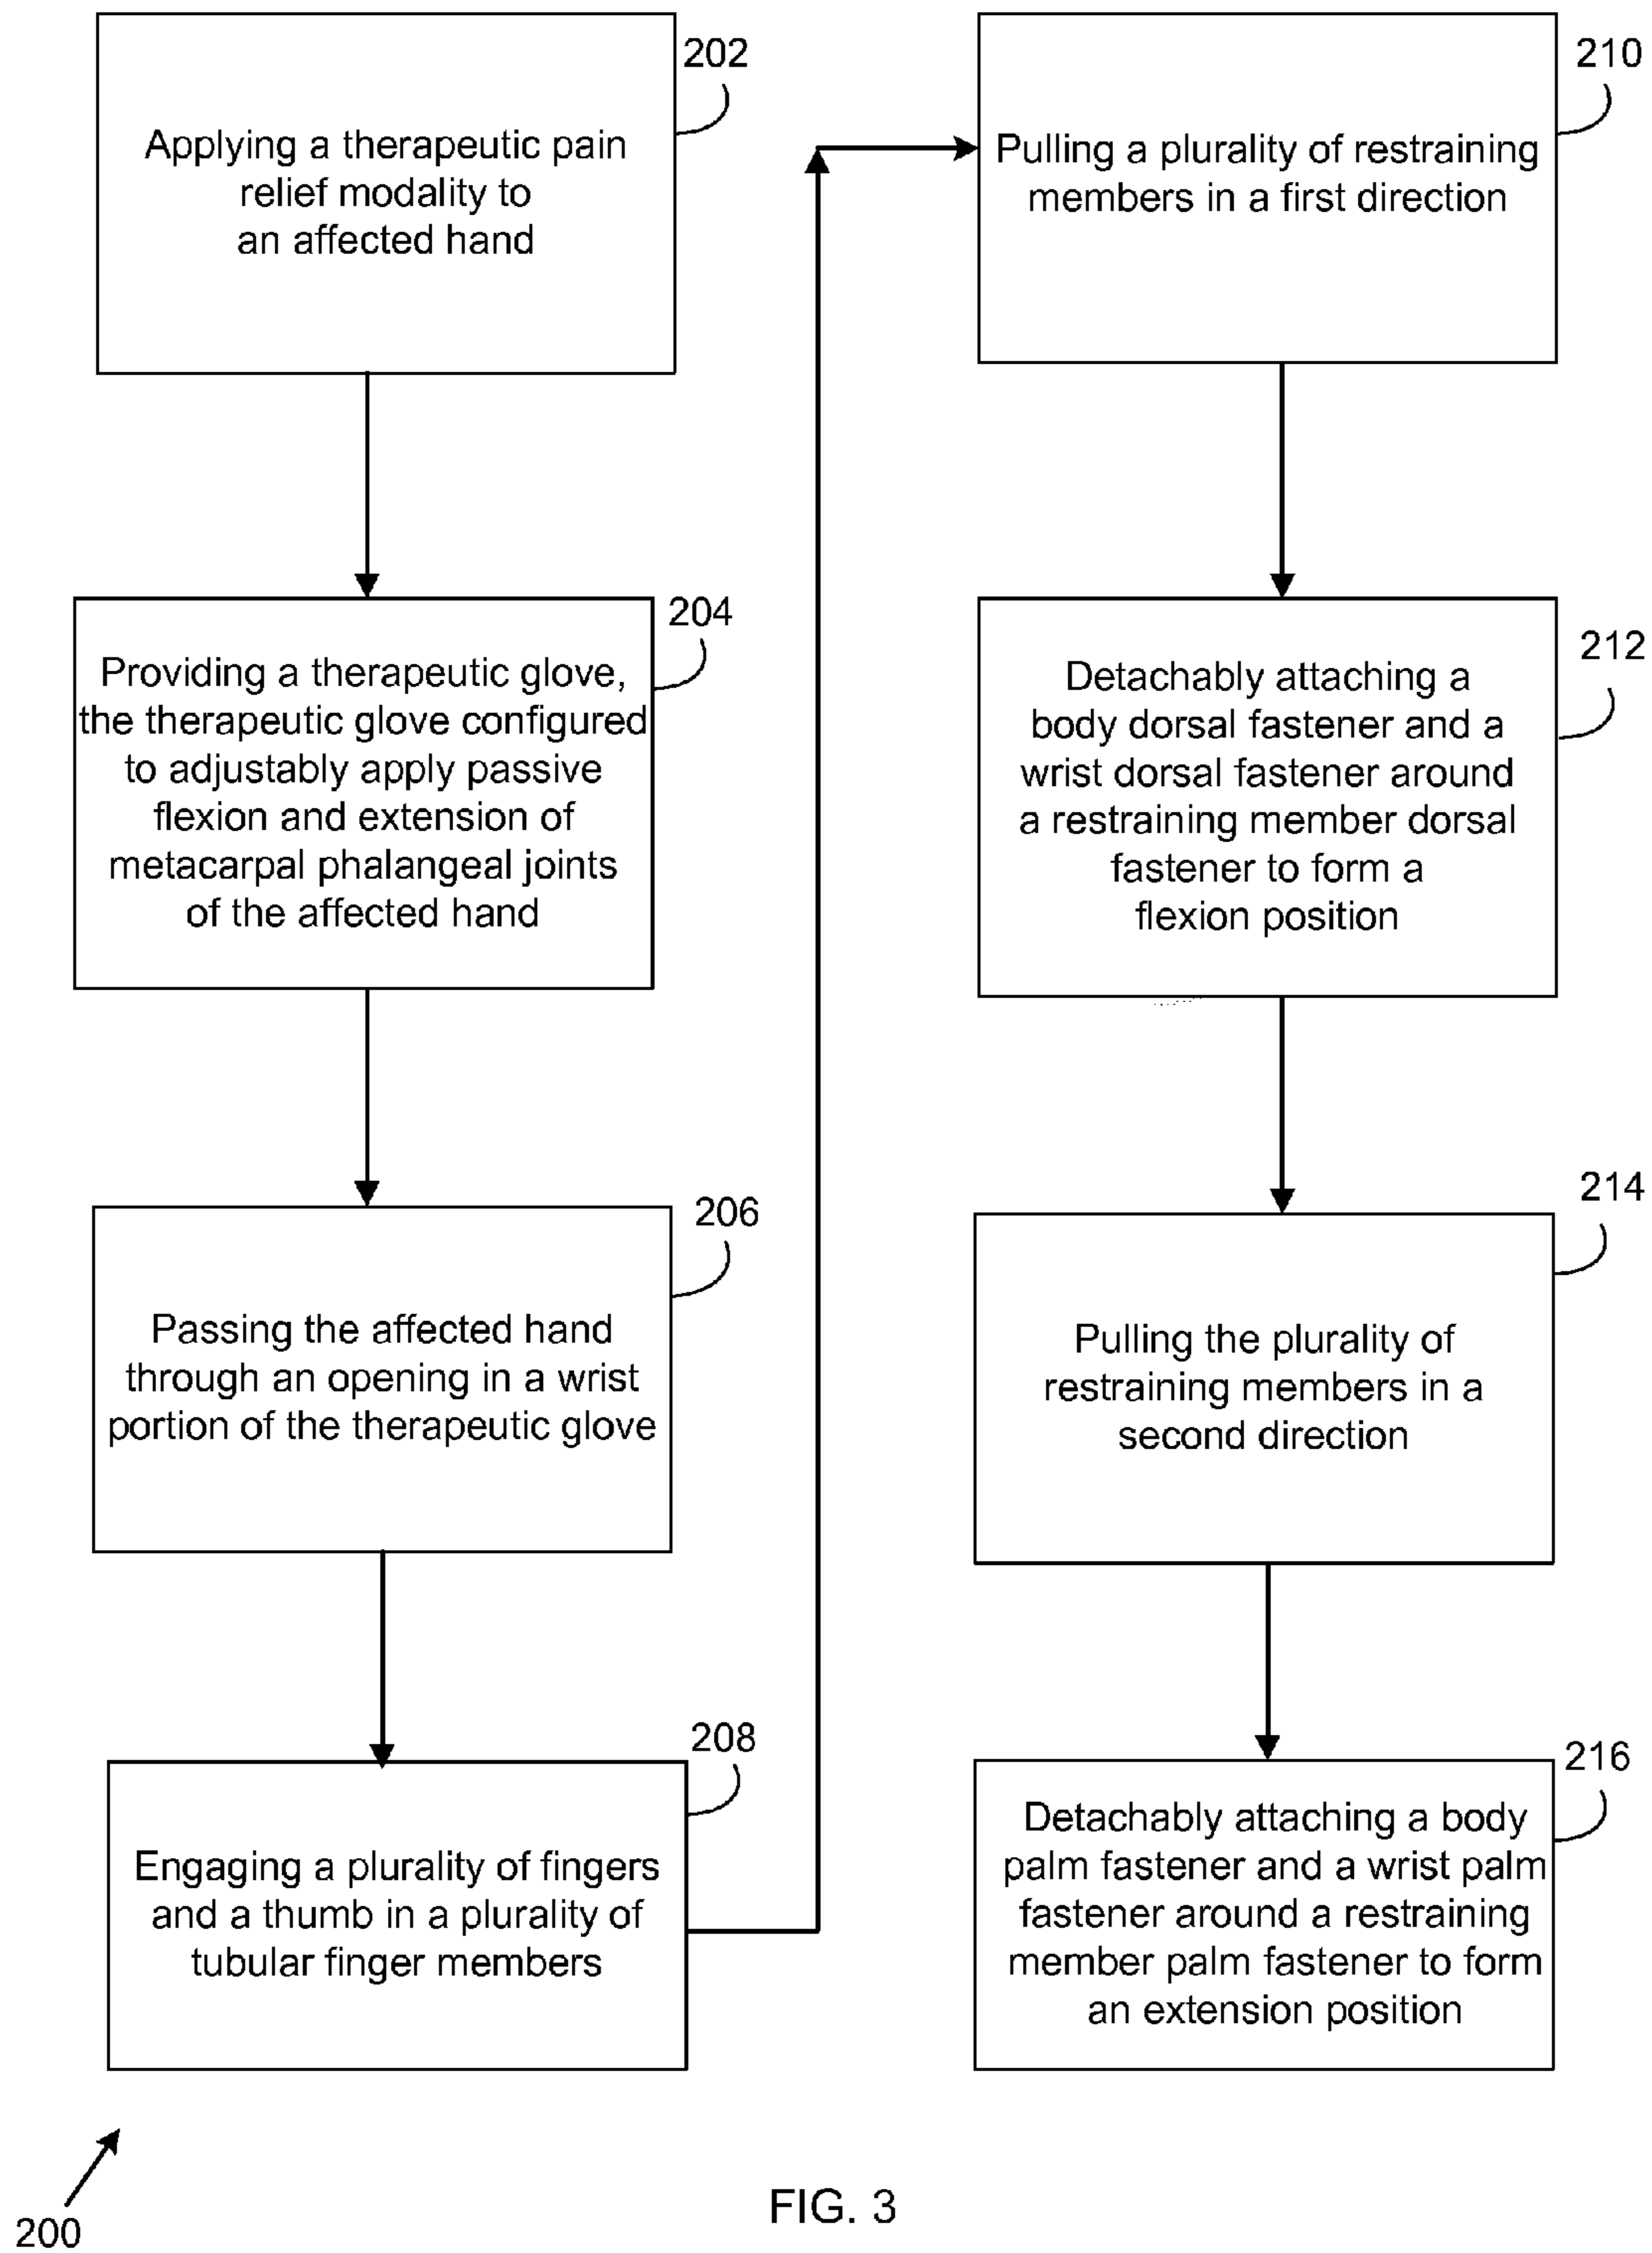 202
Applying a therapeutic pain
relief modality to
an affected hand
204
Providing a therapeutic glove,
the therapeutic glove configured
to adjustably apply passive
flexion and extension of
metacarpal phalangeal joints
of the affected hand
206
Passing the affected hand
through an opening in a wrist
portion of the therapeutic glove
208
Engaging a plurality of fingers
and a thumb in a plurality of
tubular finger members
210
Pulling a plurality of restraining
members in a first direction
212
Detachably attaching a
body dorsal fastener and a
wrist dorsal fastener around
a restraining member dorsal
fastener to form a
flexion position
214
Pulling the plurality of
restraining members in a
second direction
216
Detachably attaching a body
palm fastener and a wrist palm
fastener around a restraining
member palm fastener to form
an extension position
200
FIG. 3